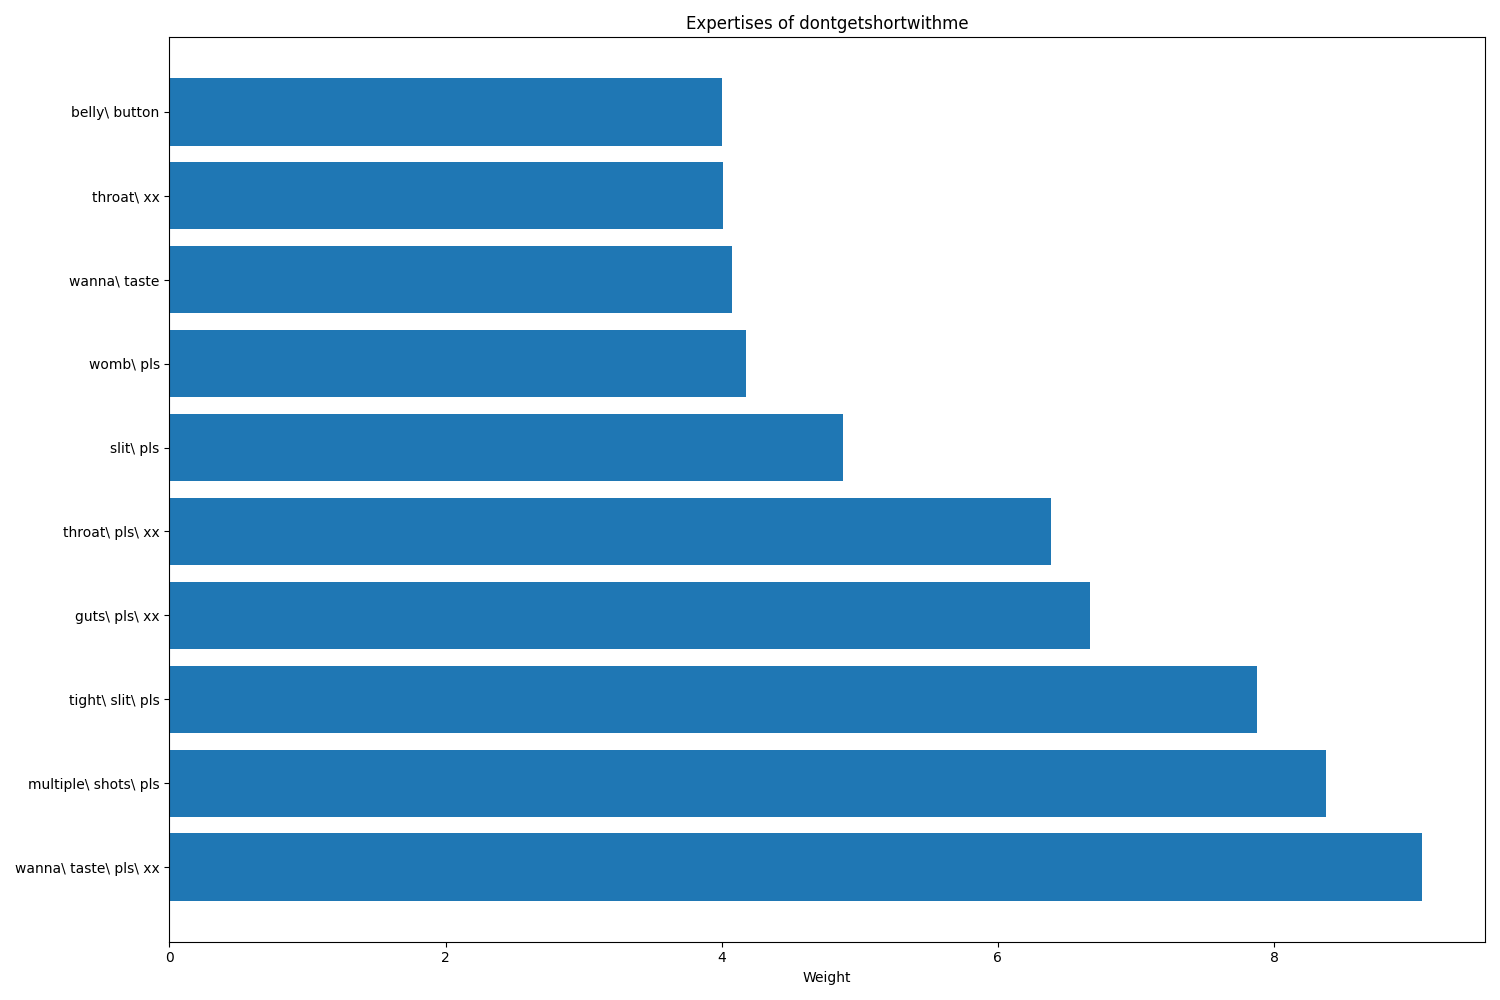 Expertises of dontgetshortwithme
belly\ button
throat\ xx
wanna\ taste
womb\ pls
slit\ pls
throat\ pls\ xx
guts\ pls\ xx
tight\ slit\ pls
multiple\ shots\ pls
wanna\ taste\ pls\ xx
0 2 4 6 8
Weight